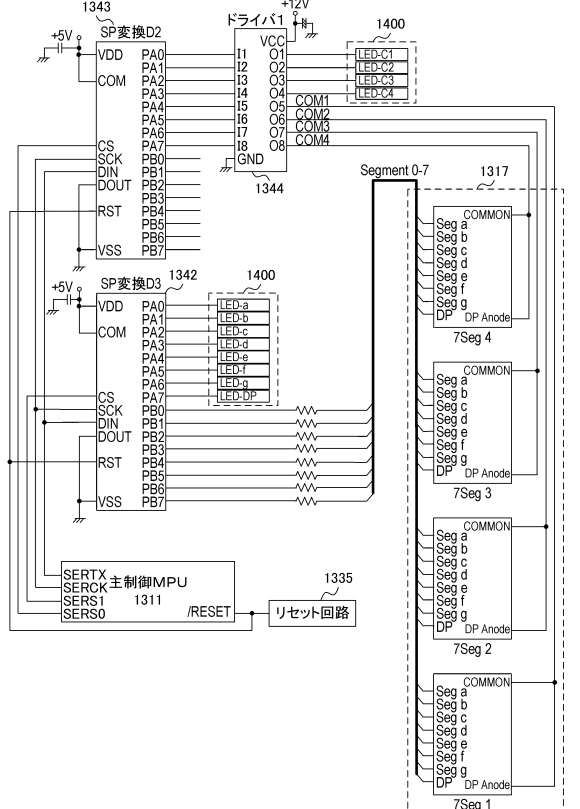 1343
SP変換D2
+5V
VDD
COM
CS
SCK
DIN
DOUT
RST
VSS
PA0
PA1
PA2
PA3
PA4
PA5
PA6
PA7
PB0
PB1
PB2
PB3
PB4
PB5
PB6
PB7
+12V
ドライバ1
VCC
I1
I2
I3
I4
I5
I6
I7
I8
GND
O1
O2
O3
O4
O5
O6
O7
O8
1344
1400
LED-C1
LED-C2
LED-C3
LED-C4
COM1
COM2
COM3
COM4
Segment 0-7
1317
COMMON
Seg a
Seg b
Seg c
Seg d
Seg e
Seg f
Seg g
DP
DP Anode
7Seg 4
COMMON
Seg a
Seg b
Seg c
Seg d
Seg e
Seg f
Seg g
DP
DP Anode
7Seg 3
COMMON
Seg a
Seg b
Seg c
Seg d
Seg e
Seg f
Seg g
DP
DP Anode
7Seg 2
COMMON
Seg a
Seg b
Seg c
Seg d
Seg e
Seg f
Seg g
DP
DP Anode
7Seg 1
SP変換D3
1342
+5V
VDD
COM
CS
SCK
DIN
DOUT
RST
VSS
PA0
PA1
PA2
PA3
PA4
PA5
PA6
PA7
PB0
PB1
PB2
PB3
PB4
PB5
PB6
PB7
1400
LED-a
LED-b
LED-c
LED-d
LED-e
LED-f
LED-g
LED-DP
SERTX
SERCK
SERS1
SERS0
主制御MPU
1311
/RESET
1335
リセット回路